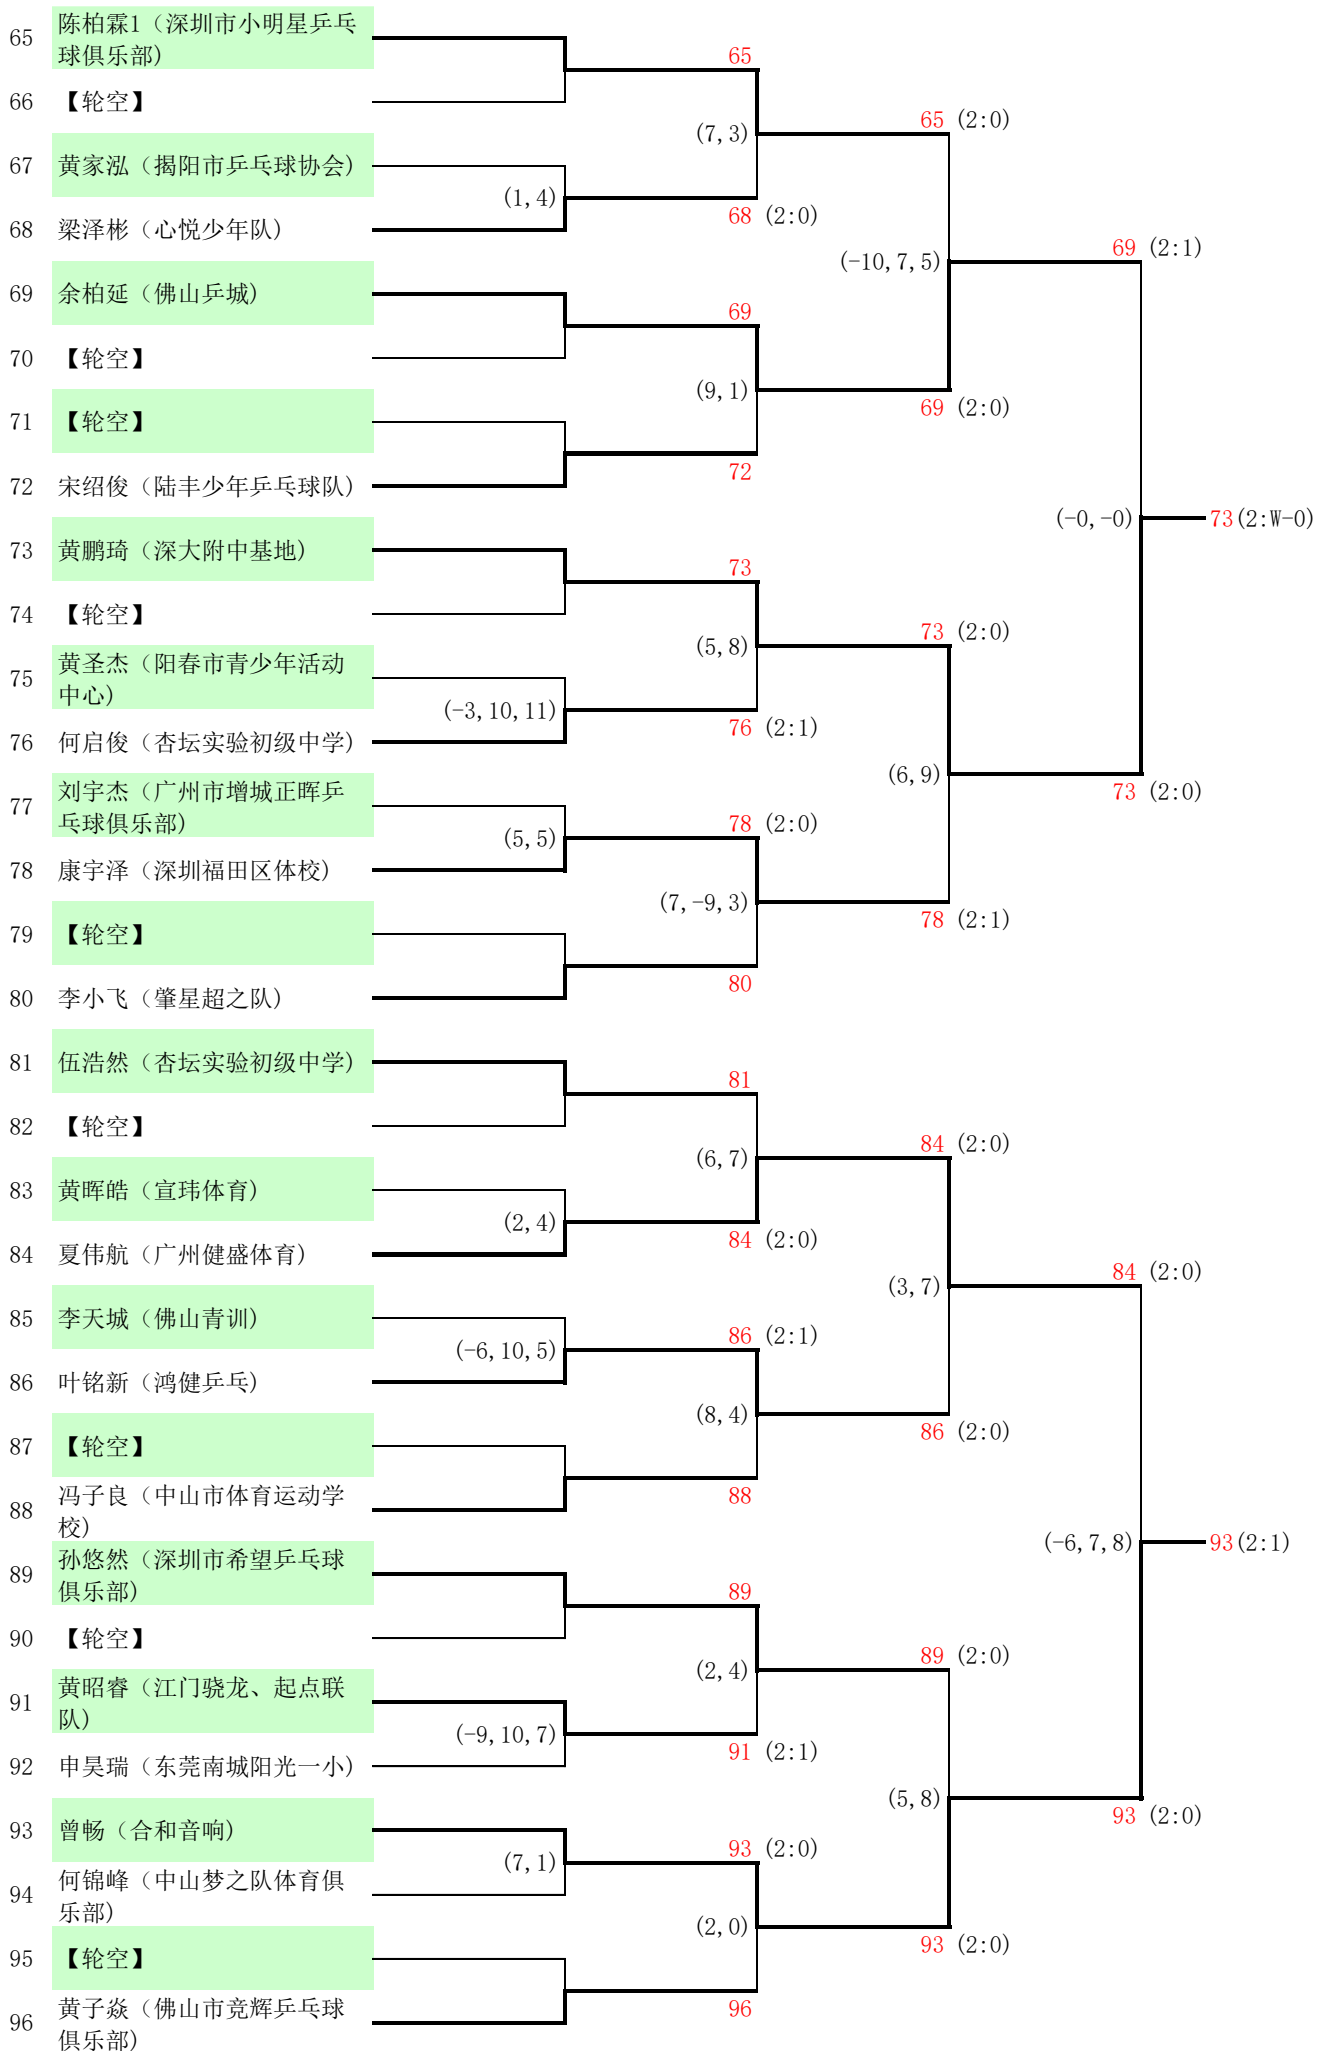 65 陈柏霖1（深圳市小明星乒乓
球俱乐部）
65
66 【轮空】
65 (2:0)
(7,3)
67 黄家泓（揭阳市乒乓球协会）
(1,4)
68 (2:0)
68 梁泽彬（心悦少年队）
69 (2:1)
(-10,7,5)
69 余柏延（佛山乒城）
69
70 【轮空】
(9,1)
69 (2:0)
71 【轮空】
72
72 宋绍俊（陆丰少年乒乓球队）
(-0,-0)
73(2:W-0)
73 黄鹏琦（深大附中基地）
73
74 【轮空】
73 (2:0)
(5,8)
75 黄圣杰（阳春市青少年活动
中心）
(-3,10,11)
76 (2:1)
76 何启俊（杏坛实验初级中学）
(6,9)
73 (2:0)
77 刘宇杰（广州市增城正晖乒
乓球俱乐部）
78 (2:0)
(5,5)
78 康宇泽（深圳福田区体校）
(7,-9,3)
78 (2:1)
79 【轮空】
80
80 李小飞（肇星超之队）
81 伍浩然（杏坛实验初级中学）
81
82 【轮空】
84 (2:0)
(6,7)
83 黄晖皓（宣玮体育）
(2,4)
84 (2:0)
84 夏伟航（广州健盛体育）
84 (2:0)
(3,7)
85 李天城（佛山青训）
86 (2:1)
(-6,10,5)
86 叶铭新（鸿健乒乓）
(8,4)
86 (2:0)
87 【轮空】
88
88 冯子良（中山市体育运动学
校）
(-6,7,8)
93(2:1)
89 孙悠然（深圳市希望乒乓球
俱乐部）
89
90 【轮空】
89 (2:0)
(2,4)
91 黄昭睿（江门骁龙、起点联
队）
(-9,10,7)
91 (2:1)
92 申昊瑞（东莞南城阳光一小）
(5,8)
93 (2:0)
93 曾畅（合和音响）
93 (2:0)
(7,1)
94 何锦峰（中山梦之队体育俱
乐部）
(2,0)
93 (2:0)
95 【轮空】
96
96 黄子焱（佛山市竞辉乒乓球
俱乐部）